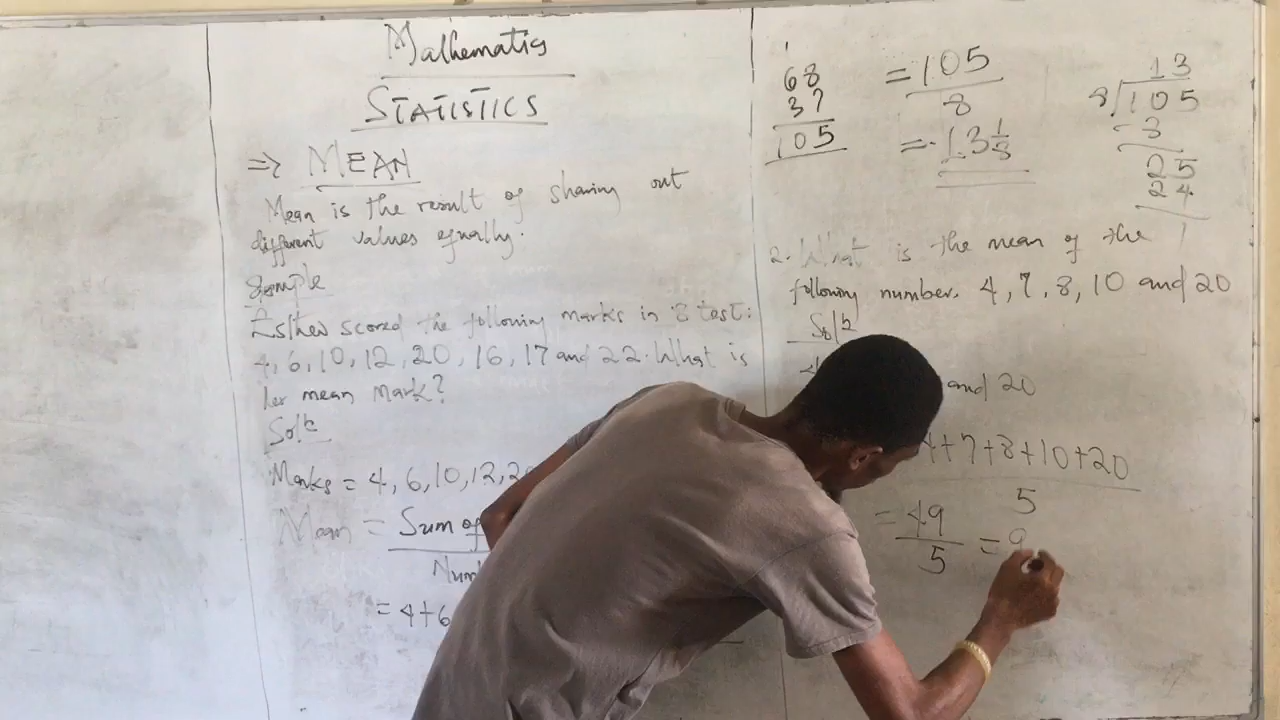 Mathematics
STATISTICS
=> MEAN
Mean is the result of sharing out
different values equally.
Example
Esther scored the following marks in 8 test:
4, 6, 10, 12, 20, 16, 17 and 22. What is
her mean mark?
Solⁿ
Marks = 4, 6, 10, 12, 2
Mean = Sum of
Num
= 4+6
1
68
37
105
= 105
8
= 13 1/8
13
8 105
-8
25
24
1
2. What is the mean of the
following number. 4, 7, 8, 10 and 20
Solⁿ
and 20
4+7+8+10+20
5
= 49
5
= 9